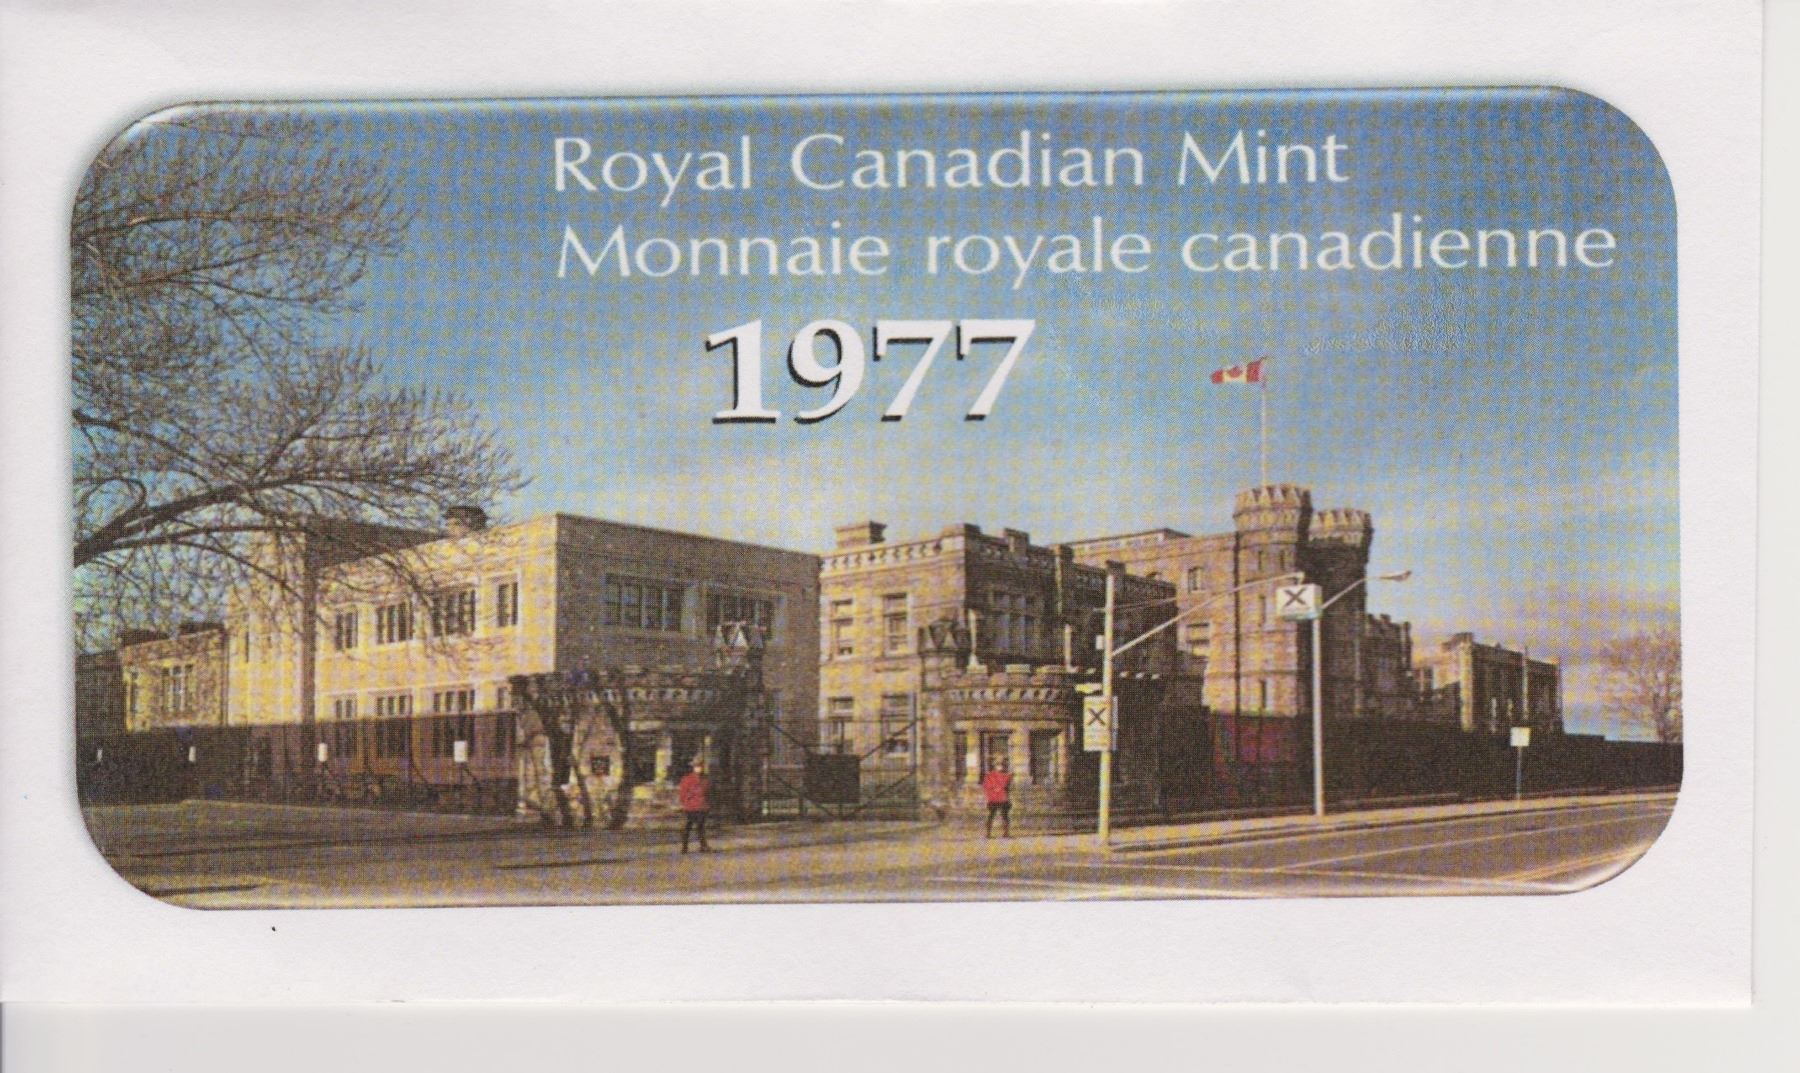 Royal Canadian Mint
Monnaie royale canadienne
1977
X
X